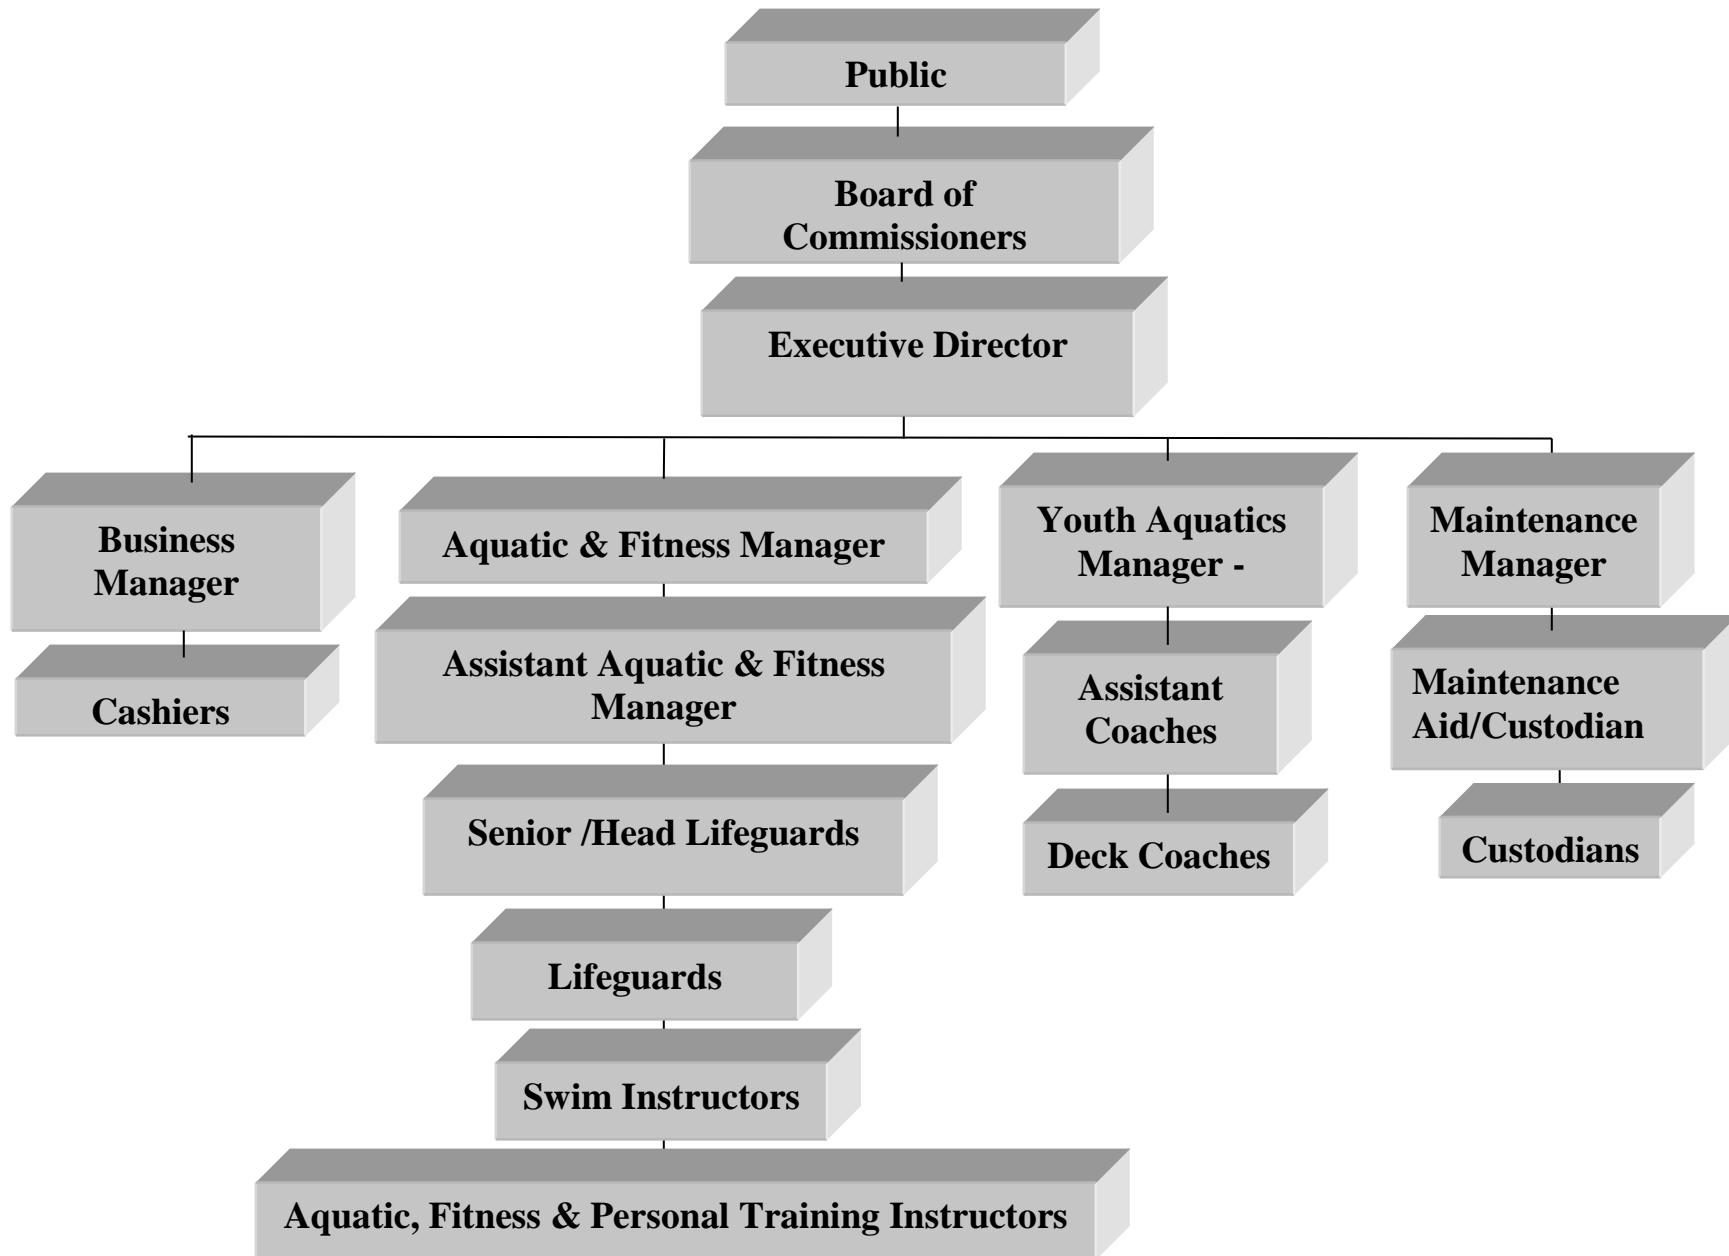 Public
Board of
Commissioners
Executive Director
Business
Manager
Cashiers
Aquatic & Fitness Manager
Assistant Aquatic & Fitness
Manager
Senior /Head Lifeguards
Lifeguards
Swim Instructors
Aquatic, Fitness & Personal Training Instructors
Youth Aquatics
Manager -
Assistant
Coaches
Deck Coaches
Maintenance
Manager
Maintenance
Aid/Custodian
Custodians